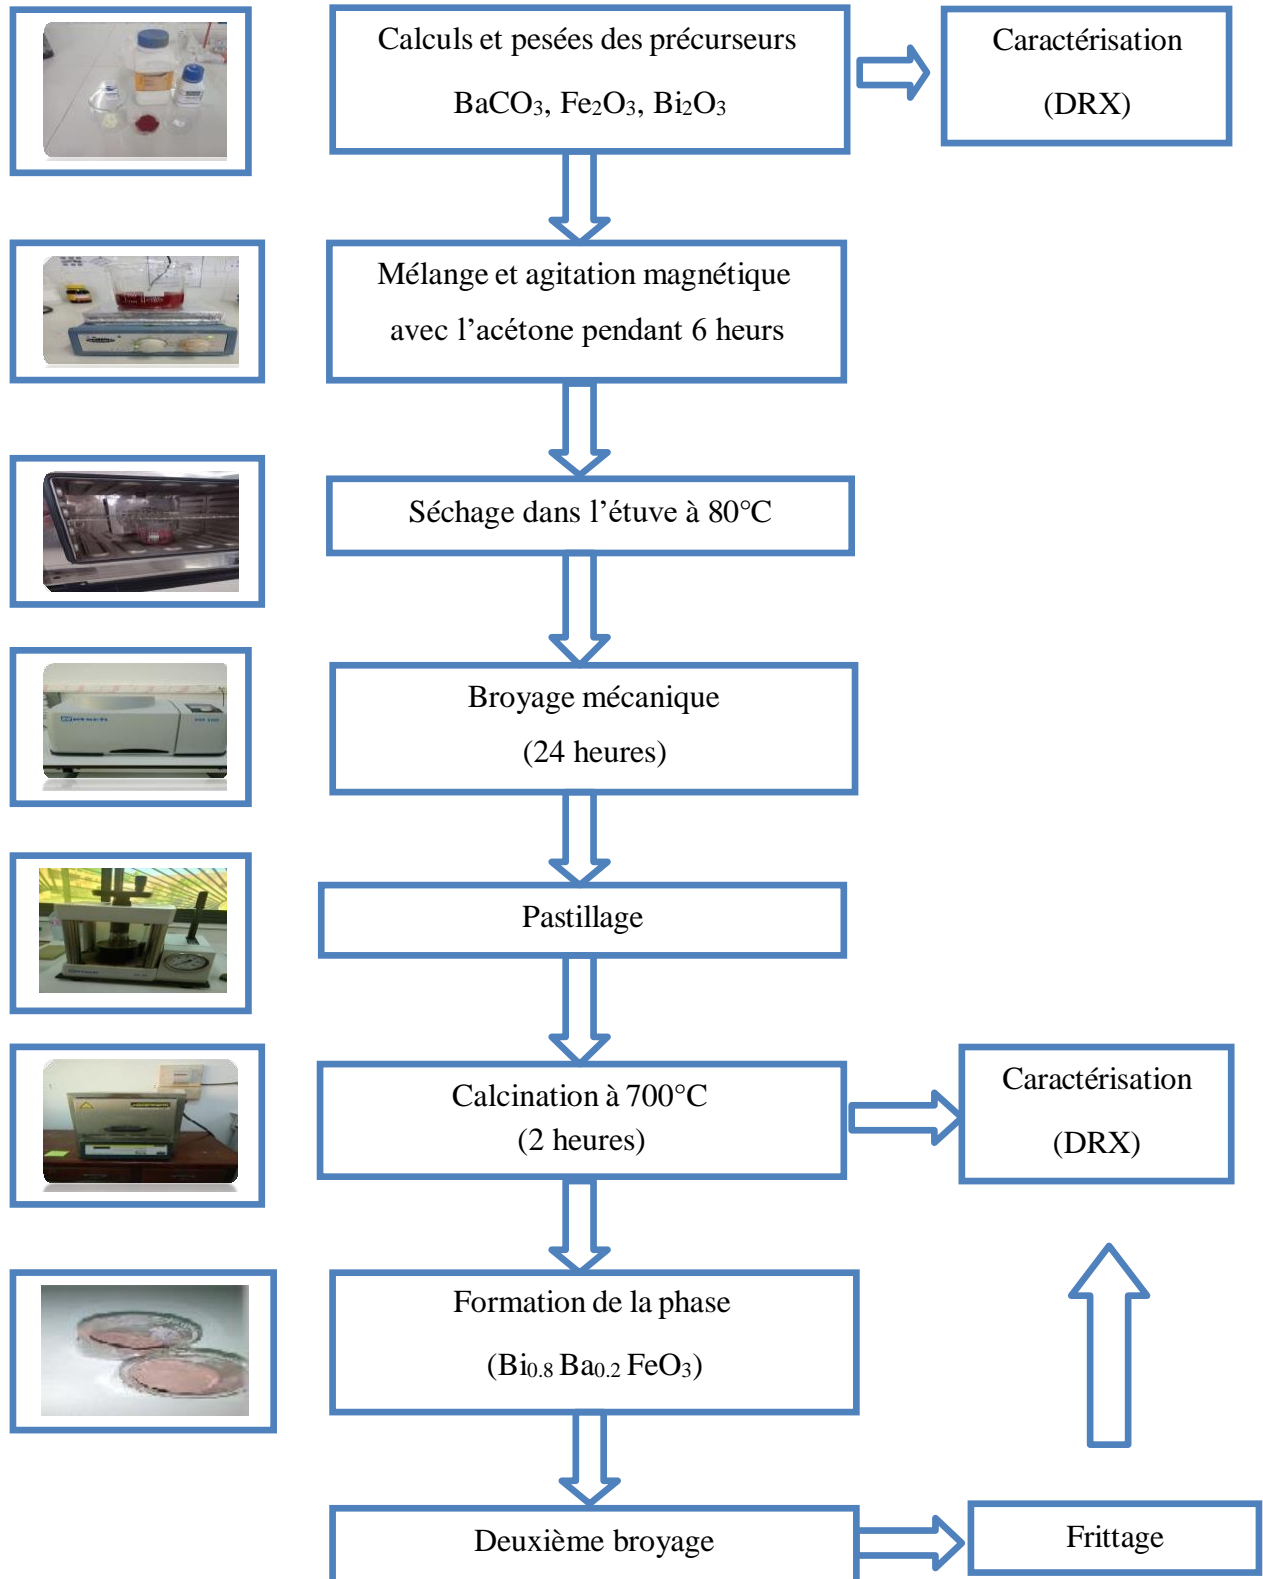 Calculs et pesées des précurseurs
BaCO₃, Fe₂O₃, Bi₂O₃
Caractérisation
(DRX)
Mélange et agitation magnétique
avec l’acétone pendant 6 heurs
Séchage dans l’étuve à 80°C
Broyage mécanique
(24 heures)
Pastillage
Calcination à 700°C
(2 heures)
Caractérisation
(DRX)
Formation de la phase
(Bi₀.₈ Ba₀.₂ FeO₃)
Deuxième broyage
Frittage